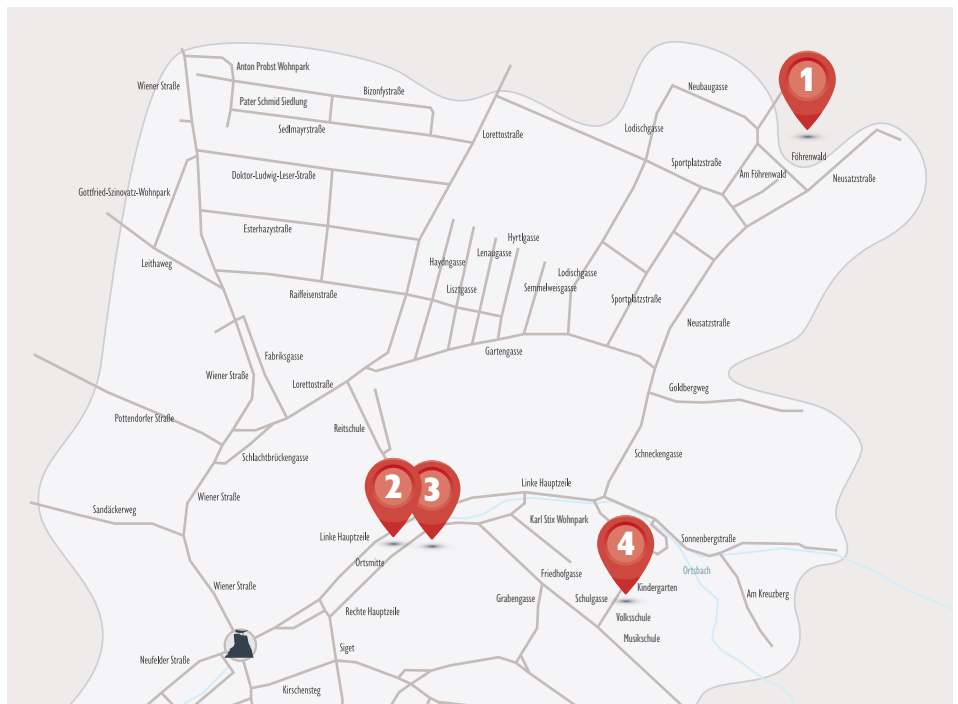 Anton Probst Wohnpark
Wiener Straße
Bizonfystraße
Neubaugasse
1
Pater Schmid Siedlung
Sedlmayrstraße
Lorettostraße
Lodischgasse
Föhrenwald
Sportplatzstraße
Am Föhrenwald
Neusatzstraße
Doktor-Ludwig-Leser-Straße
Gottfried-Szinovatz-Wohnpark
Esterhazystraße
Hyrtlgasse
Lenaugasse
Haydngasse
Leithaweg
Lodischgasse
Lisztgasse
Semmelweisgasse
Raiffeisenstraße
Sportplatzstraße
Neusatzstraße
Gartengasse
Fabriksgasse
Wiener Straße
Lorettostraße
Goldbergweg
Pottendorfer Straße
Reitschule
Schlachtbrückengasse
Schneckengasse
Linke Hauptzeile
2
3
Wiener Straße
Sandäckerweg
Karl Stix Wohnpark
Linke Hauptzeile
4
Sonnenbergstraße
Ortsmitte
Ortsbach
Friedhofgasse
Wiener Straße
Kindergarten
Am Kreuzberg
Grabengasse
Schulgasse
Rechte Hauptzeile
Volksschule
Musikschule
Siget
Neufelder Straße
Kirschensteg